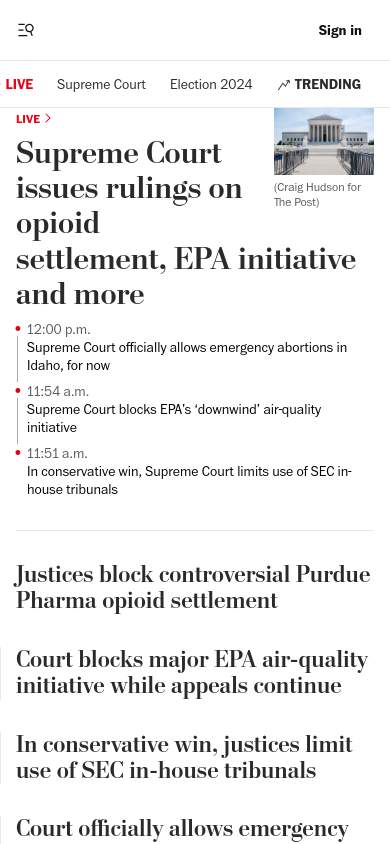 Sign in
LIVE Supreme Court Election 2024 TRENDING
LIVE
Supreme Court
issues rulings on
opioid
settlement, EPA initiative
and more
(Craig Hudson for
The Post)
12:00 p.m.
Supreme Court officially allows emergency abortions in
Idaho, for now
11:54 a.m.
Supreme Court blocks EPA's ‘downwind’ air-quality
initiative
11:51 a.m.
In conservative win, Supreme Court limits use of SEC in-
house tribunals
Justices block controversial Purdue
Pharma opioid settlement
Court blocks major EPA air-quality
initiative while appeals continue
In conservative win, justices limit
use of SEC in-house tribunals
Court officially allows emergency